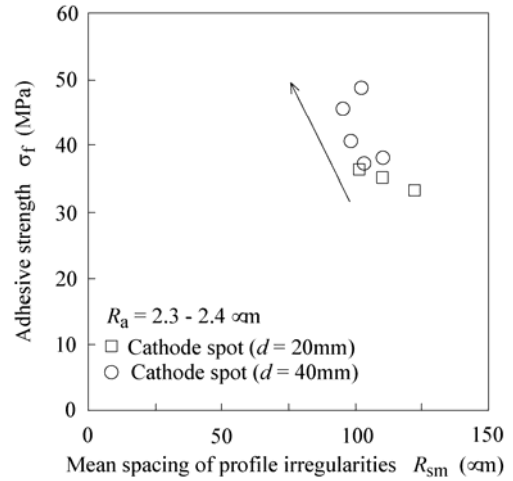 60
50
40
30
20
10
0
Adhesive strength σf (MPa)
Ra = 2.3 - 2.4 ∝m
□ Cathode spot (d = 20mm)
○ Cathode spot (d = 40mm)
0 50 100 150
Mean spacing of profile irregularities Rsm (∝m)